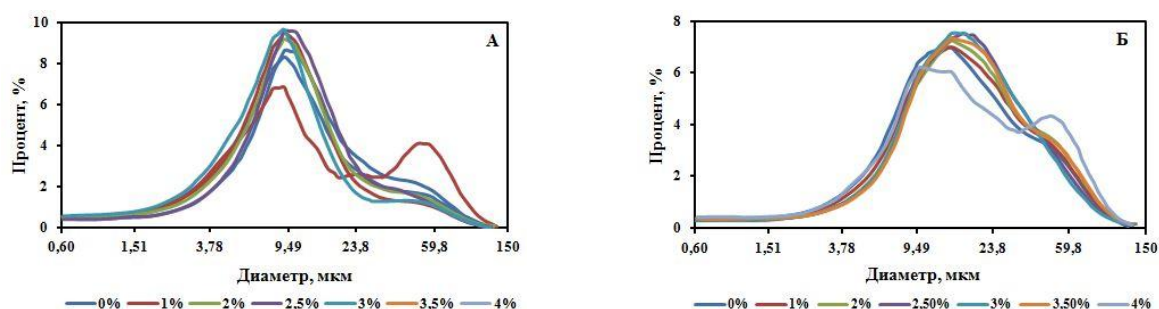 А
Процент, %
10
8
6
4
2
0
0,60 1,51 3,78 9,49 23,8 59,8 150
Диаметр, мкм
0% 1% 2% 2.5% 3% 3.5% 4%
Б
Процент, %
8
6
4
2
0
0,60 1,51 3,78 9,49 23,8 59,8 150
Диаметр, мкм
0% 1% 2% 2.50% 3% 3.50% 4%